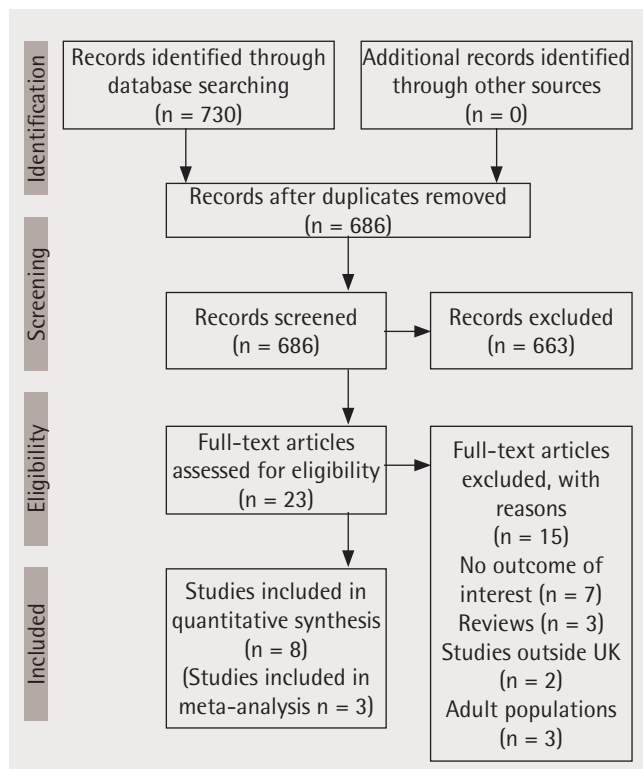 Identification
Records identified through
database searching
(n = 730)
Additional records identified
through other sources
(n = 0)
Records after duplicates removed
(n = 686)
Screening
Records screened
(n = 686)
Records excluded
(n = 663)
Eligibility
Full-text articles
assessed for eligibility
(n = 23)
Full-text articles
excluded, with
reasons
(n = 15)
No outcome of
interest (n = 7)
Reviews (n = 3)
Studies outside UK
(n = 2)
Adult populations
(n = 3)
Included
Studies included in
quantitative synthesis
(n = 8)
(Studies included in
meta-analysis n = 3)